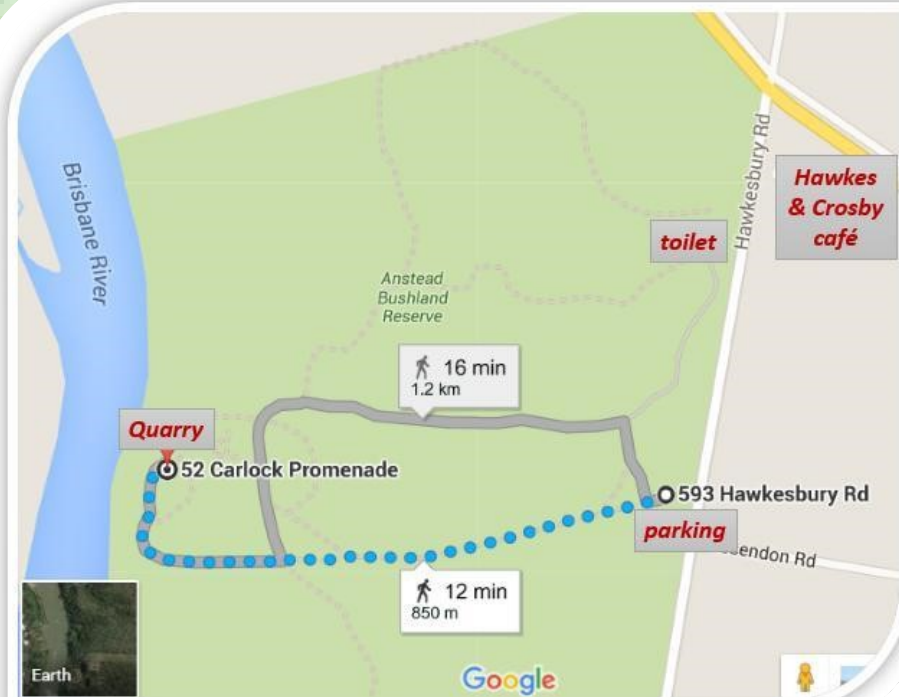 Brisbane River
Hawkesbury Rd
Hawkes
& Crosby
café
toilet
Anstead
Bushland
Reserve
16 min
1.2 km
Quarry
52 Carlock Promenade
593 Hawkesbury Rd
parking
Rd
12 min
850 m
Earth
Google